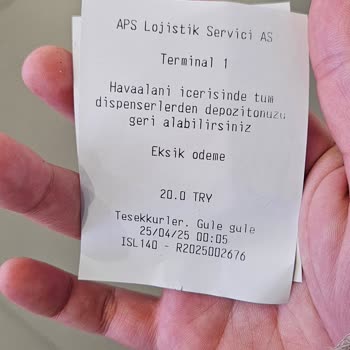 APS Lojistik Servici AS
Terminal 1
Havaalani icerisinde tum
dispenserlerden depozitonuzu
geri alabilirsiniz
Eksik odeme
20.0 TRY
Tesekkurler. Gule gule
25/04/25 00:05
ISL140 - R2025002676